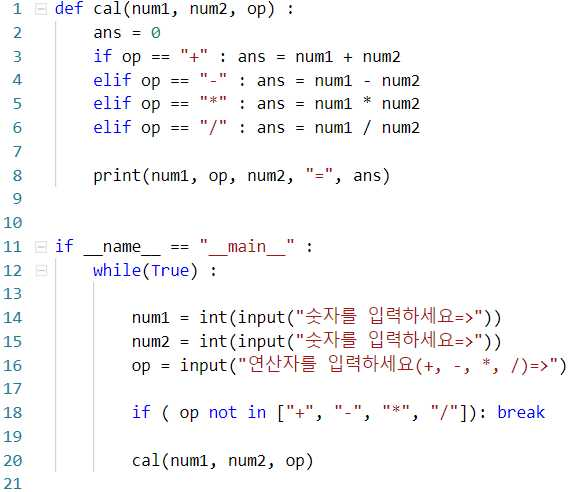 1 def cal(num1, num2, op) :
2 ans = 0
3 if op == "+" : ans = num1 + num2
4 elif op == "-" : ans = num1 - num2
5 elif op == "*" : ans = num1 * num2
6 elif op == "/" : ans = num1 / num2
7
8 print(num1, op, num2, "=", ans)
9
10
11 if __name__ == "__main__" :
12 while(True) :
13
14 num1 = int(input("숫자를 입력하세요=>"))
15 num2 = int(input("숫자를 입력하세요=>"))
16 op = input("연산자를 입력하세요(+, -, *, /)=>")
17
18 if ( op not in ["+", "-", "*", "/"]): break
19
20 cal(num1, num2, op)
21